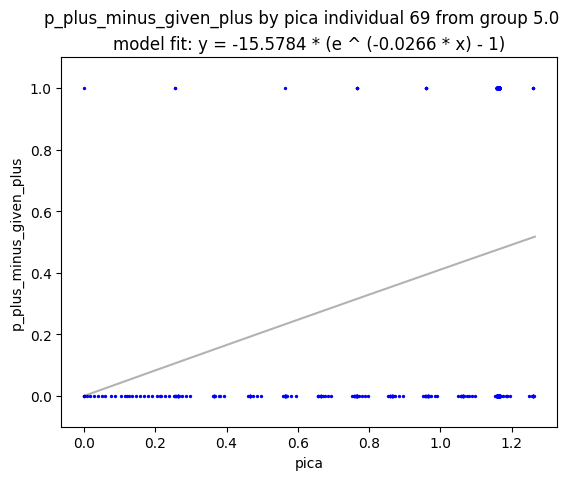 p_plus_minus_given_plus by pica individual 69 from group 5.0
model fit: y = -15.5784 * (e ^ (-0.0266 * x) - 1)
p_plus_minus_given_plus
1.0
0.8
0.6
0.4
0.2
0.0
0.0 0.2 0.4 0.6 0.8 1.0 1.2
pica